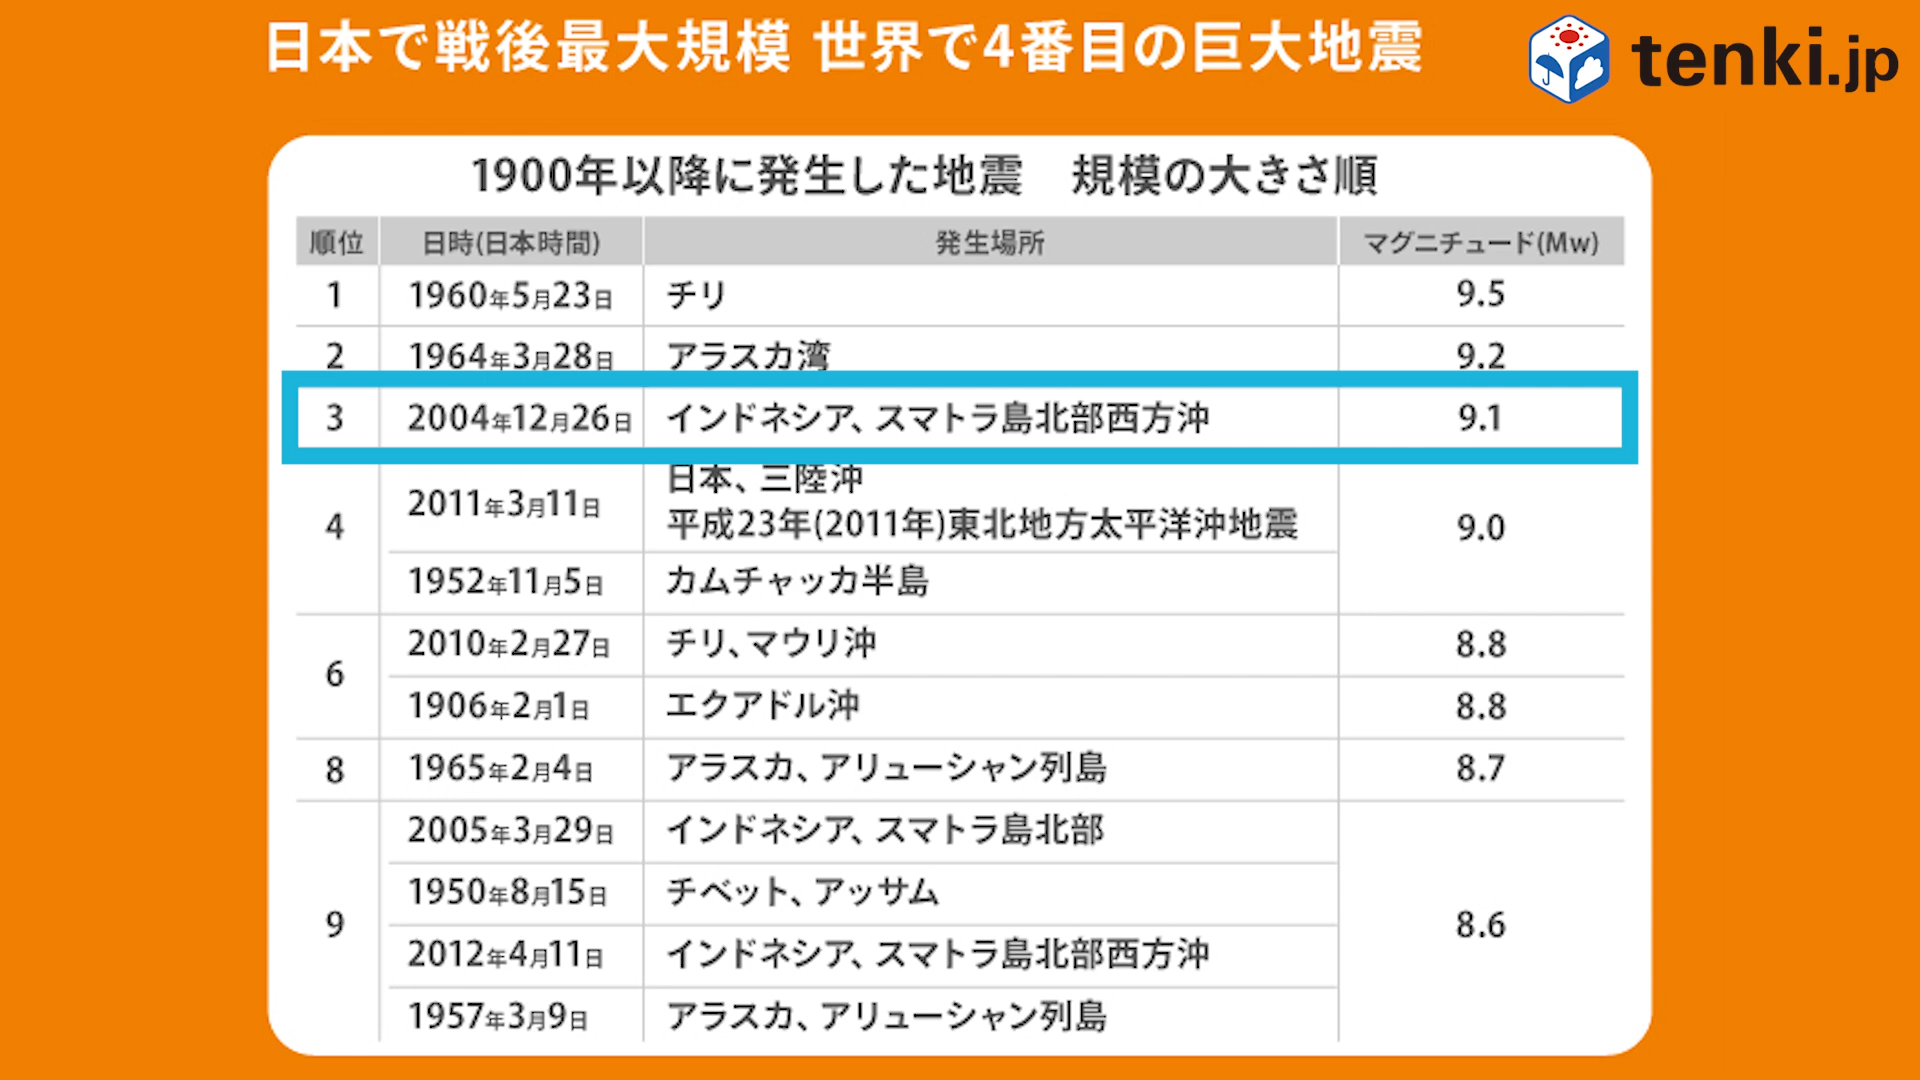 日本で戦後最大規模 世界で4番目の巨大地震
tenki.jp
1900年以降に発生した地震　規模の大きさ順
順位 日時(日本時間) 発生場所 マグニチュード(Mw)
1 1960年5月23日 チリ 9.5
2 1964年3月28日 アラスカ湾 9.2
3 2004年12月26日 インドネシア、スマトラ島北部西方沖 9.1
4 2011年3月11日 日本、三陸沖
平成23年(2011年)東北地方太平洋沖地震 9.0
1952年11月5日 カムチャッカ半島
6 2010年2月27日 チリ、マウリ沖 8.8
1906年2月1日 エクアドル沖 8.8
8 1965年2月4日 アラスカ、アリューシャン列島 8.7
9 2005年3月29日 インドネシア、スマトラ島北部 8.6
1950年8月15日 チベット、アッサム
2012年4月11日 インドネシア、スマトラ島北部西方沖
1957年3月9日 アラスカ、アリューシャン列島